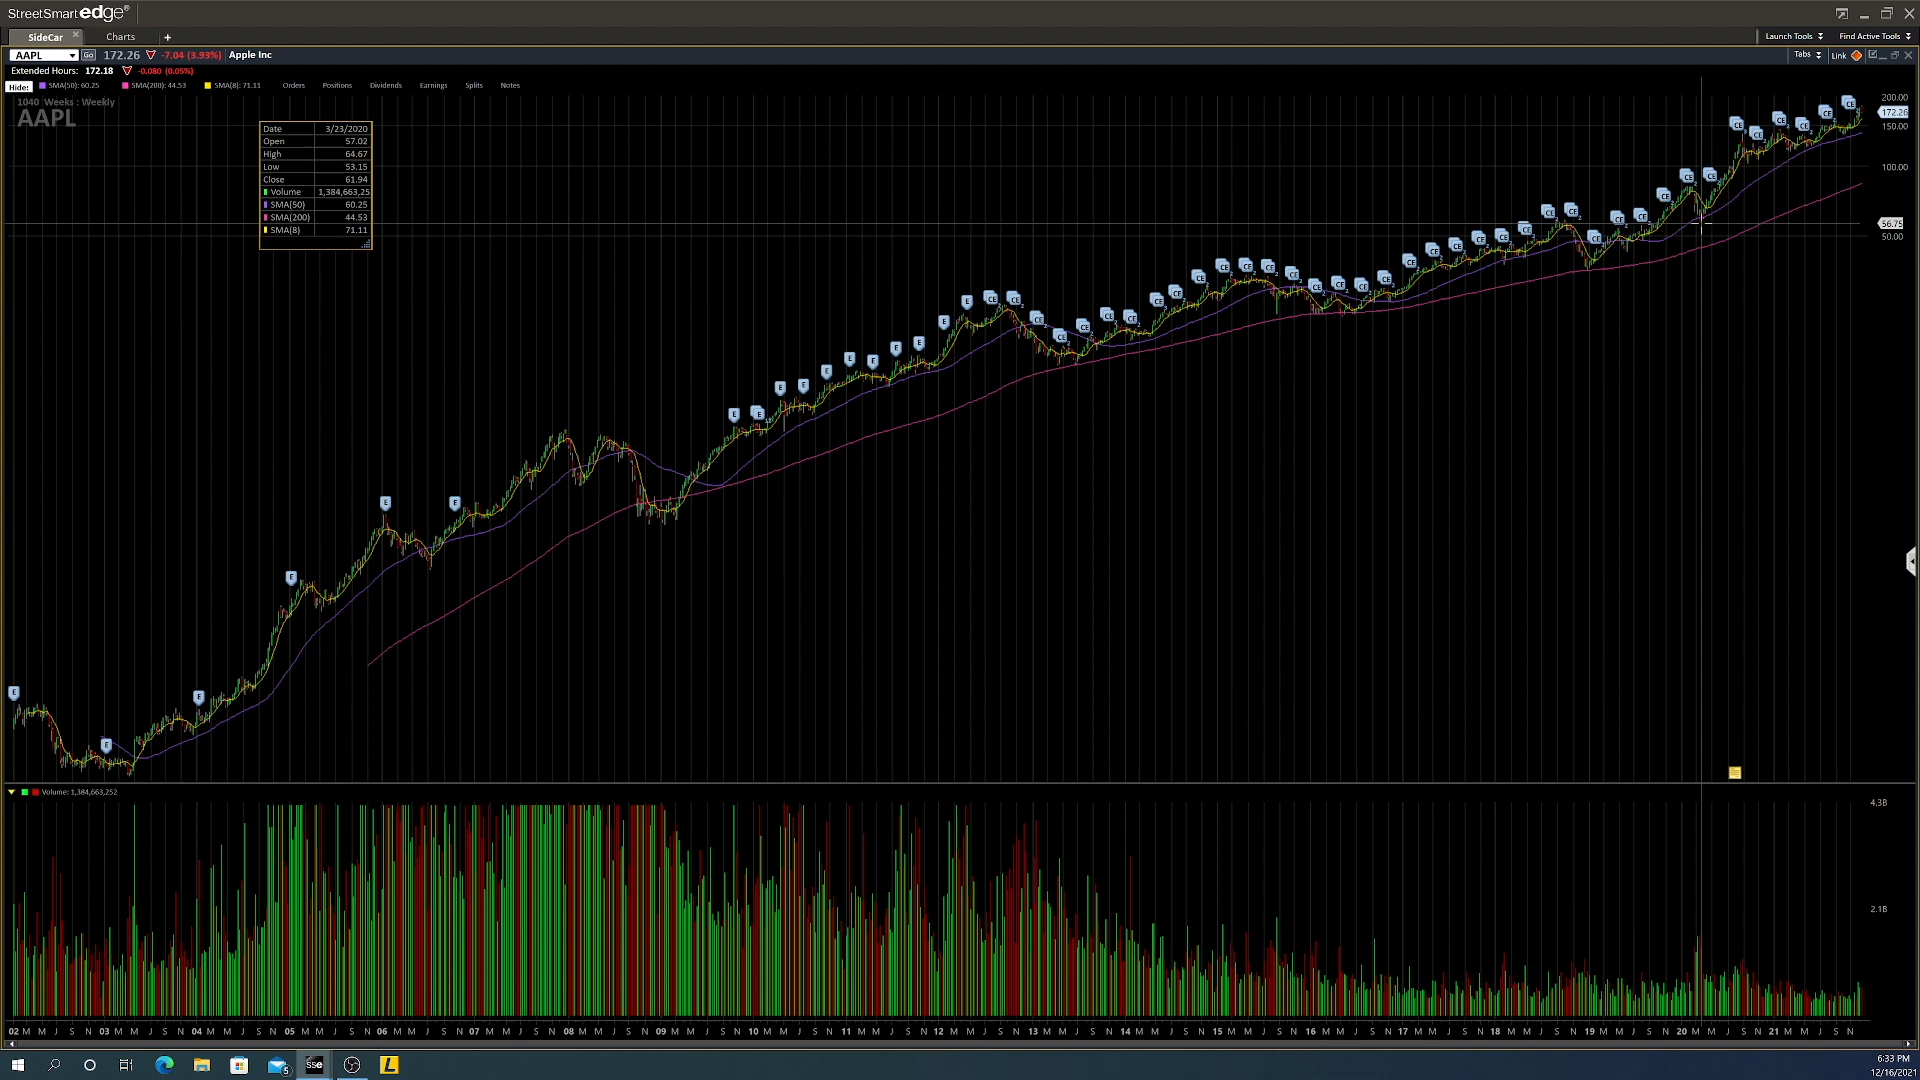 StreetSmartedge®
SideCar
Charts
+
Launch Tools
Find Active Tools
AAPL
Go
172.26
-7.04 (3.93%)
Apple Inc
Tabs
Link
Extended Hours:
172.18
-0.080 (0.05%)
Hide:
SMA(50): 60.25
SMA(200): 44.53
SMA(8): 71.11
Orders
Positions
Dividends
Earnings
Splits
Notes
1040 Weeks : Weekly
AAPL
Date 3/23/2020
Open 57.02
High 64.67
Low 53.15
Close 61.94
Volume 1,384,663,25
SMA(50) 60.25
SMA(200) 44.53
SMA(8) 71.11
200.00
172.26
150.00
100.00
56.75
50.00
Volume: 1,384,663,252
4.3B
2.1B
02 M M J S N 03 M M J S N 04 M M J S N 05 M M J S N 06 M M J S N 07 M M J S N 08 M M J S N 09 M M J S N 10 M M J S N 11 M M J S N 12 M M J S N 13 M M J S N 14 M M J S N 15 M M J S N 16 M M J S N 17 M M J S N 18 M M J S N 19 M M J S N 20 M M J S N 21 M M J S N
5
SSE
L
6:33 PM
12/16/2021